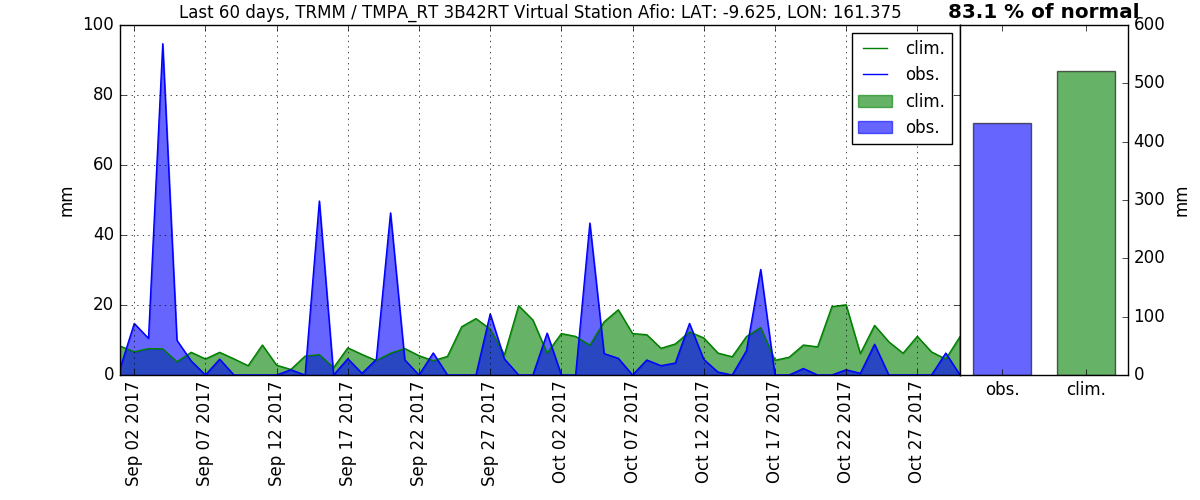 Last 60 days, TRMM / TMPA_RT 3B42RT Virtual Station Afio: LAT: -9.625, LON: 161.375
83.1 % of normal
100
80
60
40
20
0
mm
clim.
obs.
clim.
obs.
600
500
400
300
200
100
0
mm
Sep 02 2017
Sep 07 2017
Sep 12 2017
Sep 17 2017
Sep 22 2017
Sep 27 2017
Oct 02 2017
Oct 07 2017
Oct 12 2017
Oct 17 2017
Oct 22 2017
Oct 27 2017
obs.
clim.